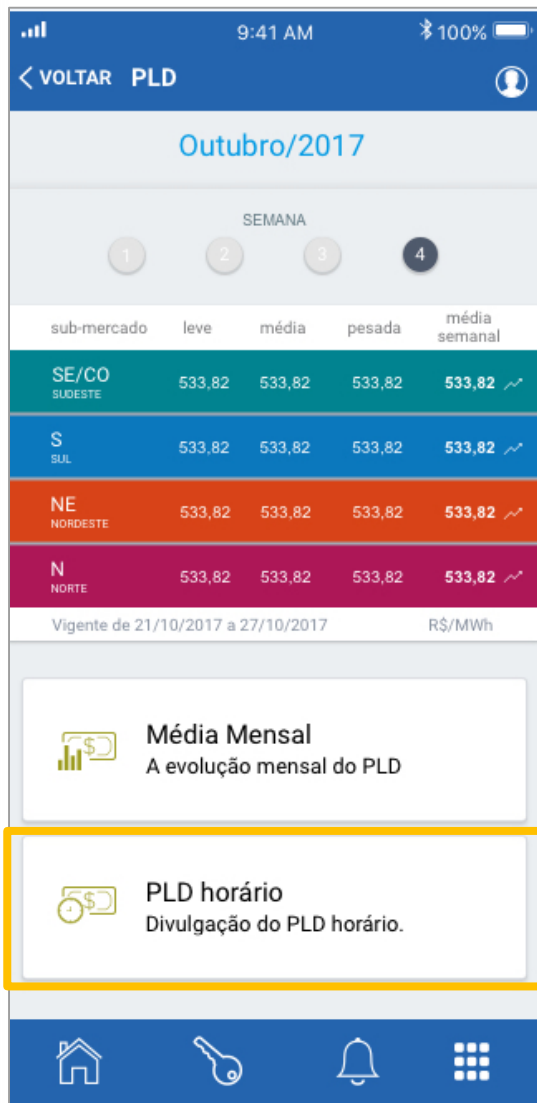 9:41 AM 100%
VOLTAR PLD
Outubro/2017
SEMANA
1 2 3 4
sub-mercado leve média pesada média semanal
SE/CO 533,82 533,82 533,82 533,82
SUDESTE
S 533,82 533,82 533,82 533,82
SUL
NE 533,82 533,82 533,82 533,82
NORDESTE
N 533,82 533,82 533,82 533,82
NORTE
Vigente de 21/10/2017 a 27/10/2017 R$/MWh
Média Mensal
A evolução mensal do PLD
PLD horário
Divulgação do PLD horário.